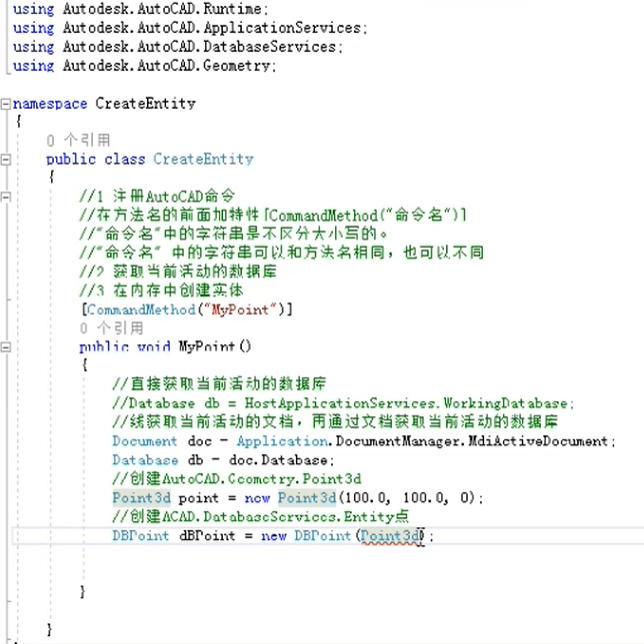 using Autodesk.AutoCAD.Runtime;
using Autodesk.AutoCAD.ApplicationServices;
using Autodesk.AutoCAD.DatabaseServices;
using Autodesk.AutoCAD.Geometry;
namespace CreateEntity
{
0 个引用
public class CreateEntity
{
//1 注册AutoCAD命令
//在方法名的前面加特性[CommandMethod("命令名")]
//"命令名"中的字符串是不区分大小写的。
//"命令名" 中的字符串可以和方法名相同，也可以不同
//2 获取当前活动的数据库
//3 在内存中创建实体
[CommandMethod("MyPoint")]
0 个引用
public void MyPoint()
{
//直接获取当前活动的数据库
//Database db = HostApplicationServices.WorkingDatabase;
//线获取当前活动的文档，再通过文档获取当前活动的数据库
Document doc = Application.DocumentManager.MdiActiveDocument;
Database db = doc.Database;
//创建AutoCAD.Geometry.Point3d
Point3d point = new Point3d(100.0, 100.0, 0);
//创建ACAD.DatabaseServices.Entity点
DBPoint dBPoint = new DBPoint(Point3d);
}
}